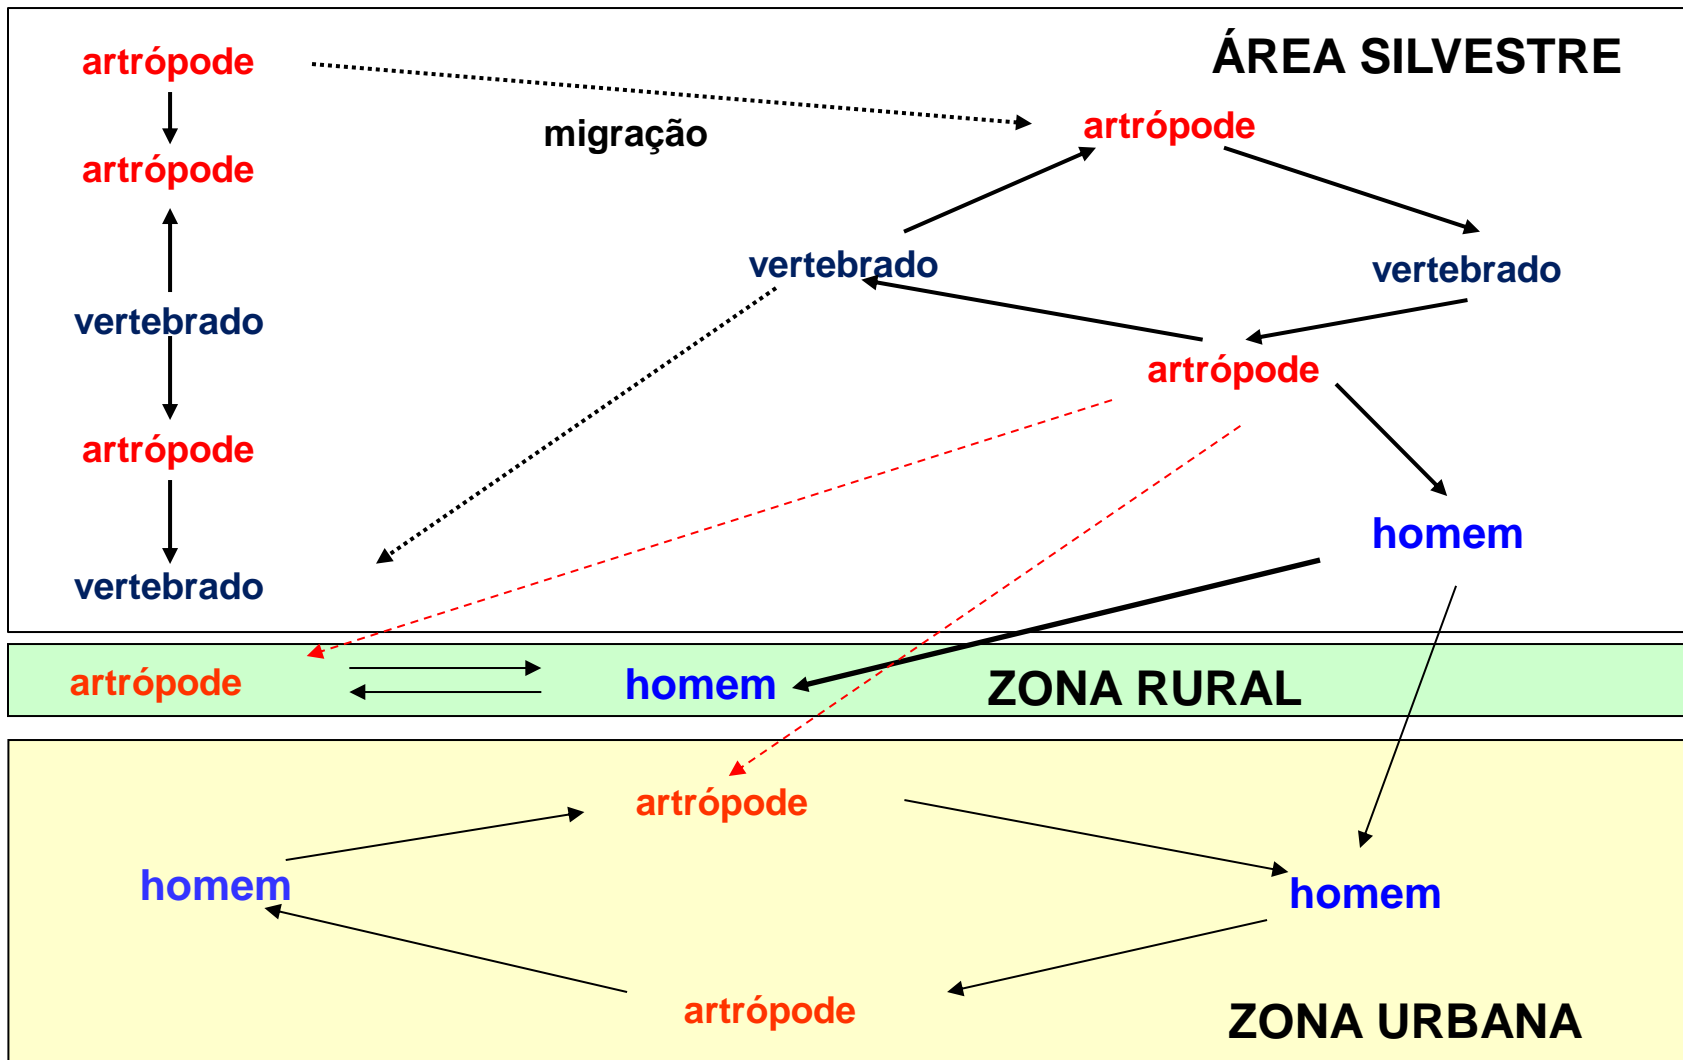 artrópode
ÁREA SILVESTRE
migração
artrópode
artrópode
vertebrado
vertebrado
vertebrado
artrópode
artrópode
homem
vertebrado
artrópode
homem
ZONA RURAL
artrópode
homem
homem
artrópode
ZONA URBANA